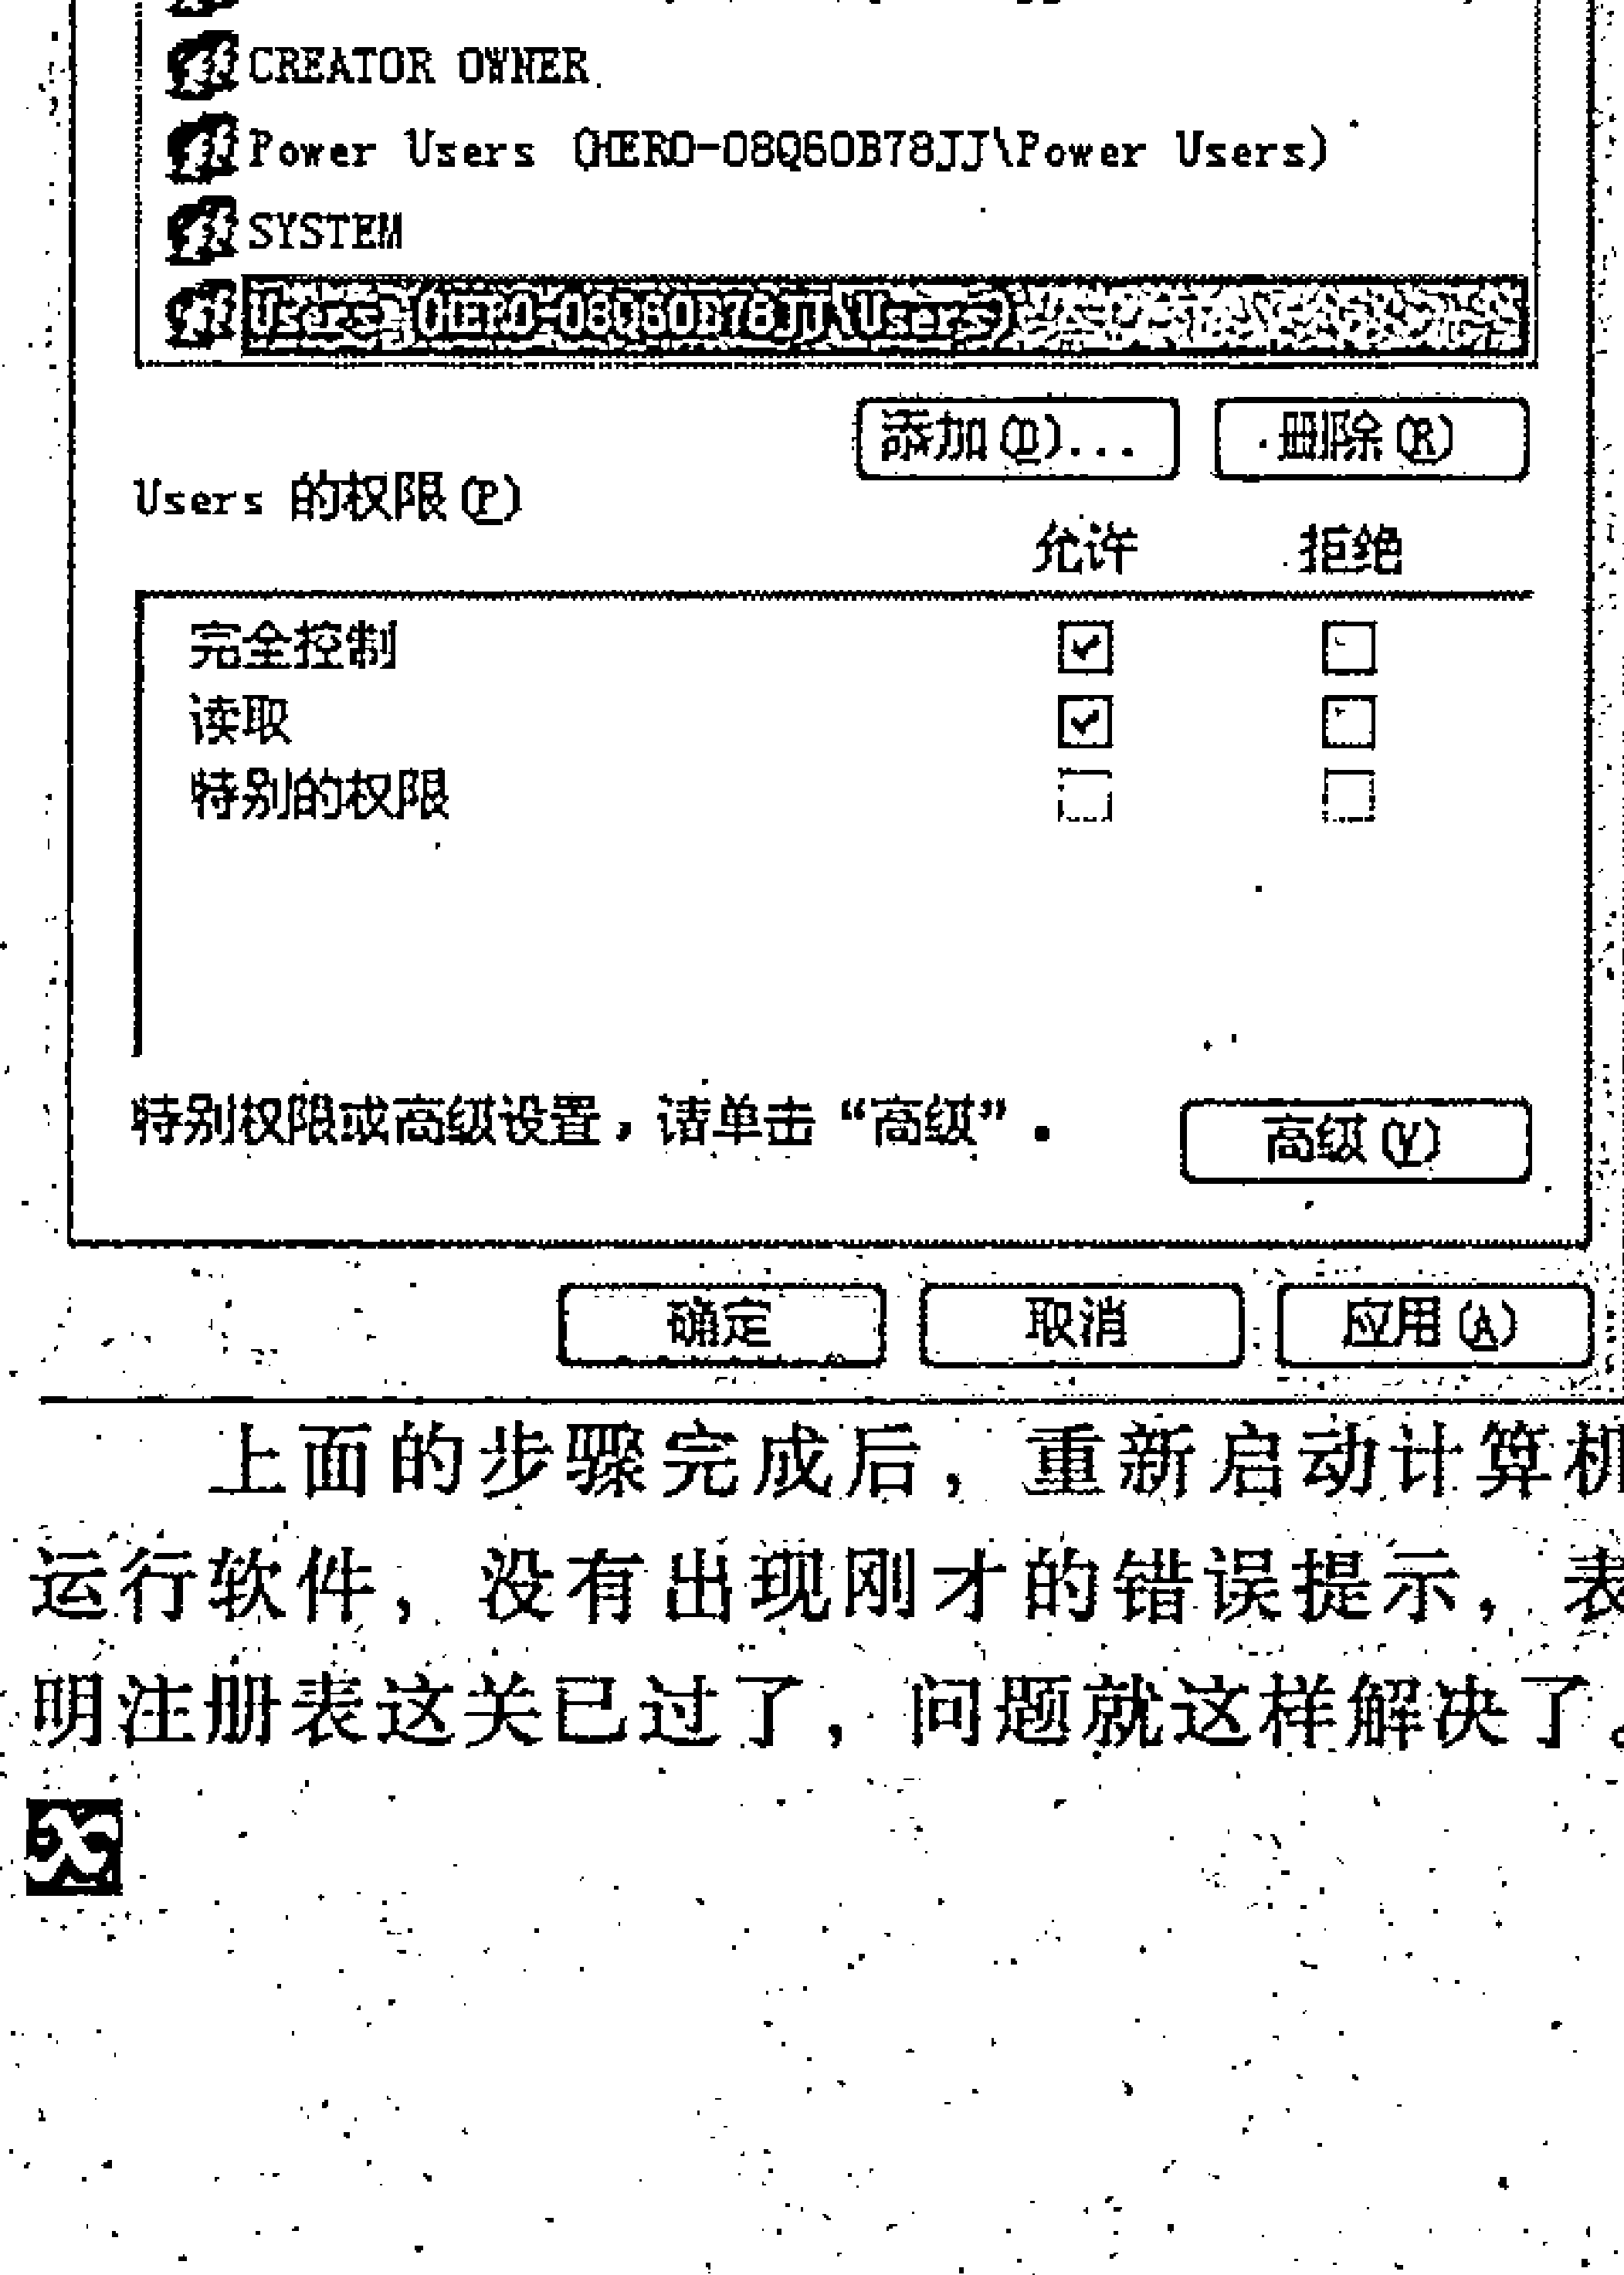 CREATOR OWNER
Power Users (HERO-08Q60B78JJ\Power Users)
SYSTEM
Users (HERO-08Q60B78JJ\Users)
添加(D)... 删除(R)
Users 的权限(P)
允许 拒绝
完全控制
读取
特别的权限
特别权限或高级设置，请单击“高级”。
高级(V)
确定 取消 应用(A)
上面的步骤完成后，重新启动计算机
运行软件，没有出现刚才的错误提示，表
明注册表这关已过了，问题就这样解决了。